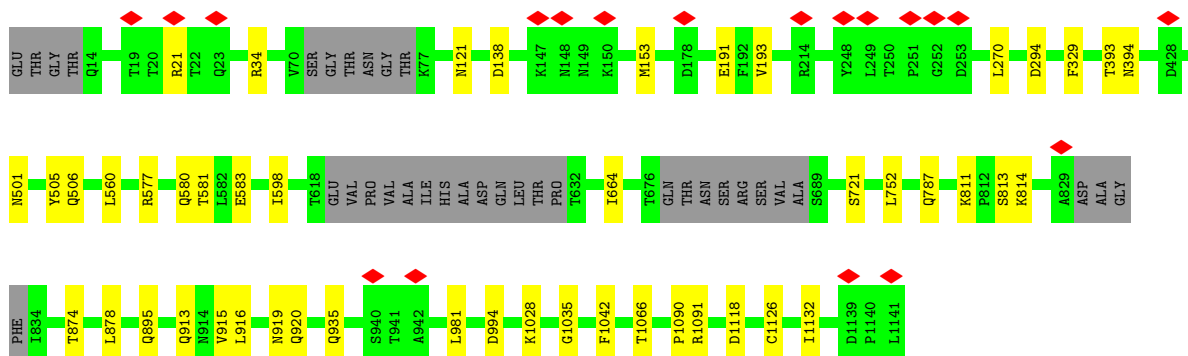 GLU THR GLY THR Q14 T19 T20 R21 T22 Q23 R34 V70 SER GLY THR ASN GLY THR K77 N121 D138 K147 N148 N149 K150 M153 D178 E191 F192 V193 R214 Y248 L249 T250 P251 G252 D253 L270 D294 F329 T393 N394 D428
N501 Y505 Q506 L560 R577 Q580 T581 L582 E583 I598 T618 GLU VAL PRO VAL ALA ILE HIS ALA ASP GLN LEU THR PRO T632 I664 T676 GLN THR ASN SER ARG SER VAL ALA S689 S721 L752 Q787 K811 P812 S813 K814 A829 ASP ALA GLY
PHE I834 T874 L878 Q895 Q913 N914 V915 L916 N919 Q920 Q935 S940 T941 A942 L981 D994 K1028 G1035 F1042 T1066 P1090 R1091 D1118 C1126 I1132 D1139 P1140 L1141